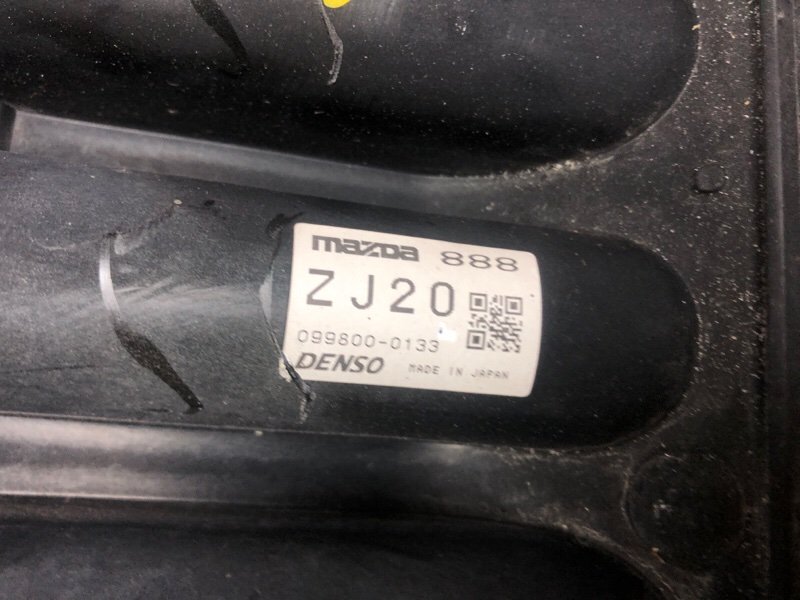 mazda 888
ZJ20
099800-0133
DENSO MADE IN JAPAN